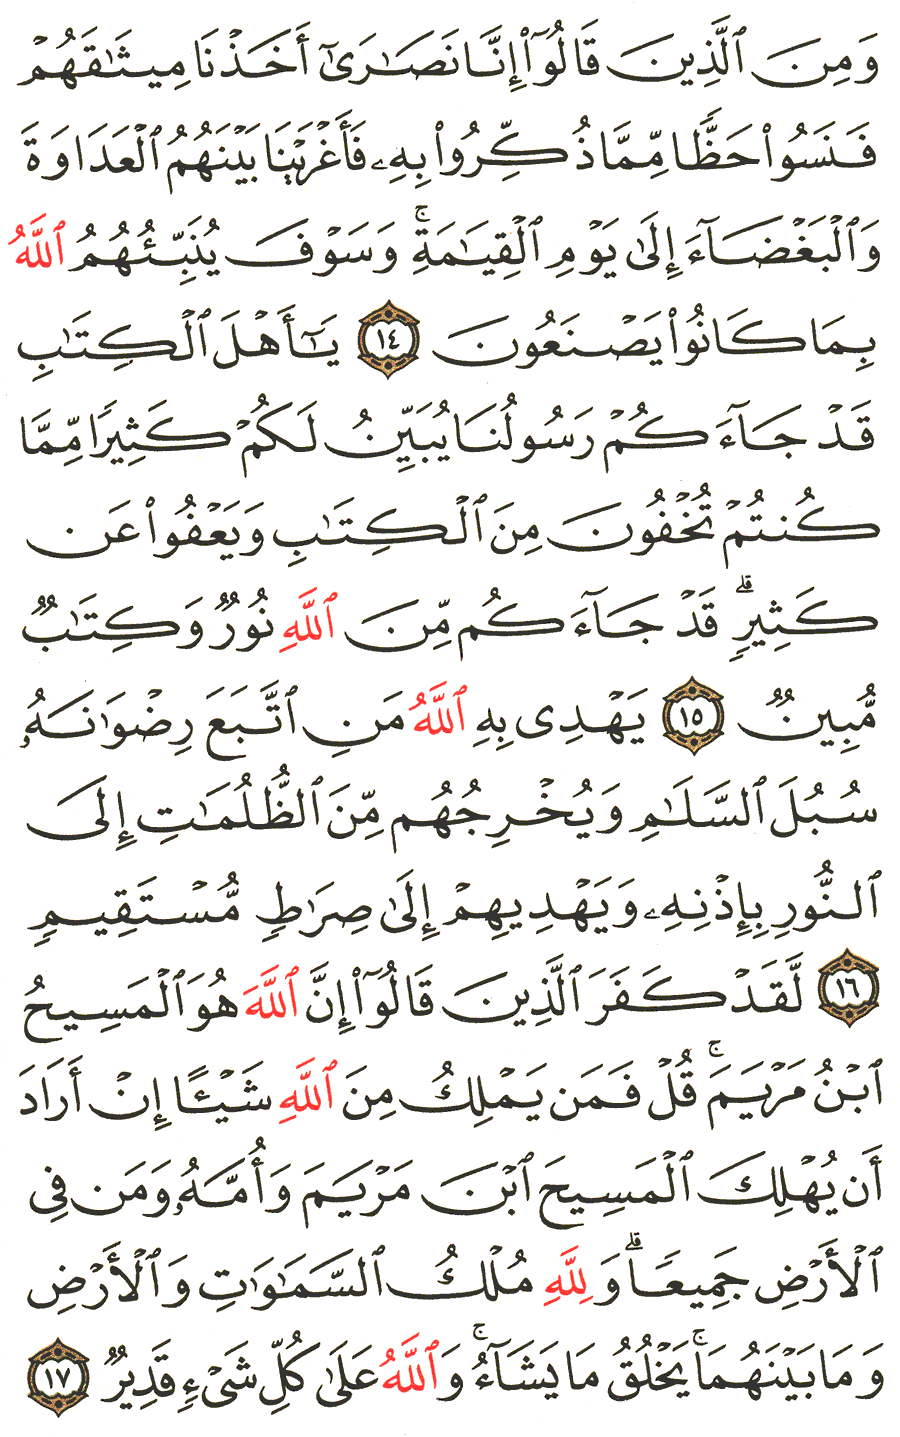 وَمِنَ ٱلَّذِينَ قَالُوٓا۟ إِنَّا نَصَٰرَىٰٓ أَخَذْنَا مِيثَٰقَهُمْ
فَنَسُوا۟ حَظًّا مِّمَّا ذُكِّرُوا۟ بِهِۦ فَأَغْرَيْنَا بَيْنَهُمُ ٱلْعَدَاوَةَ
وَٱلْبَغْضَآءَ إِلَىٰ يَوْمِ ٱلْقِيَٰمَةِ ۚ وَسَوْفَ يُنَبِّئُهُمُ ٱللَّهُ
بِمَا كَانُوا۟ يَصْنَعُونَ ١٤ يَٰٓأَهْلَ ٱلْكِتَٰبِ
قَدْ جَآءَكُمْ رَسُولُنَا يُبَيِّنُ لَكُمْ كَثِيرًا مِّمَّا
كُنتُمْ تُخْفُونَ مِنَ ٱلْكِتَٰبِ وَيَعْفُوا۟ عَن
كَثِيرٍ ۗ قَدْ جَآءَكُم مِّنَ ٱللَّهِ نُورٌ وَكِتَٰبٌ
مُّبِينٌ ١٥ يَهْدِى بِهِ ٱللَّهُ مَنِ ٱتَّبَعَ رِضْوَٰنَهُۥ
سُبُلَ ٱلسَّلَٰمِ وَيُخْرِجُهُم مِّنَ ٱلظُّلُمَٰتِ إِلَى
ٱلنُّورِ بِإِذْنِهِۦ وَيَهْدِيهِمْ إِلَىٰ صِرَٰطٍ مُّسْتَقِيمٍ
١٦ لَّقَدْ كَفَرَ ٱلَّذِينَ قَالُوٓا۟ إِنَّ ٱللَّهَ هُوَ ٱلْمَسِيحُ
ٱبْنُ مَرْيَمَ ۚ قُلْ فَمَن يَمْلِكُ مِنَ ٱللَّهِ شَيْـًٔا إِنْ أَرَادَ
أَن يُهْلِكَ ٱلْمَسِيحَ ٱبْنَ مَرْيَمَ وَأُمَّهُۥ وَمَن فِى
ٱلْأَرْضِ جَمِيعًا ۗ وَلِلَّهِ مُلْكُ ٱلسَّمَٰوَٰتِ وَٱلْأَرْضِ
وَمَا بَيْنَهُمَا ۚ يَخْلُقُ مَا يَشَآءُ ۚ وَٱللَّهُ عَلَىٰ كُلِّ شَىْءٍ قَدِيرٌ ١٧